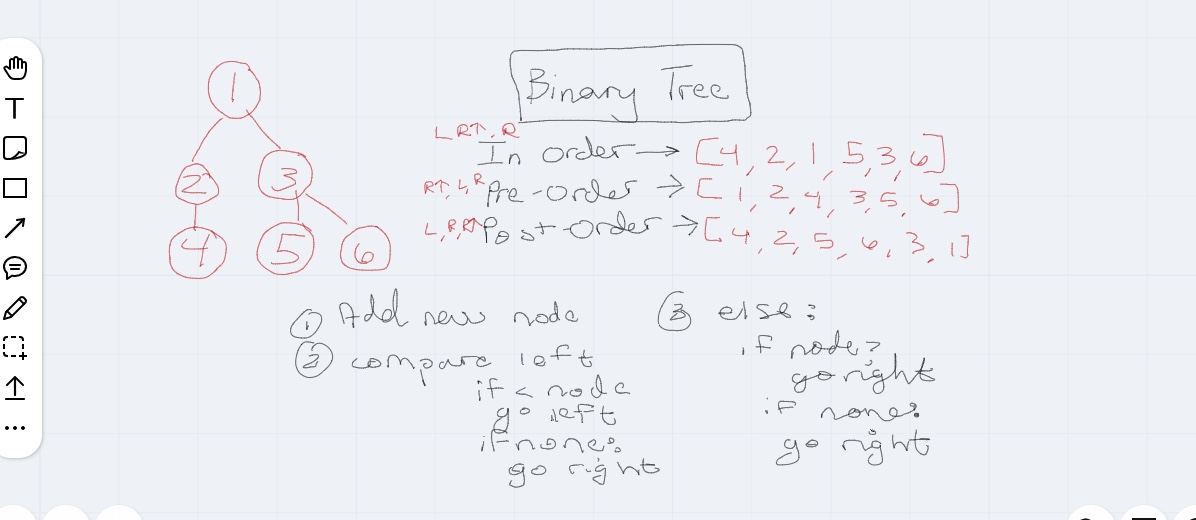 Binary Tree
1
2 3
4 5 6
L RT, R
In order → [4, 2, 1, 5, 3, 6]
RT, L, R
Pre-order → [1, 2, 4, 3, 5, 6]
L, R, RT
Post-order → [4, 2, 5, 6, 3, 1]
① Add new node
② compare left
if < node
go left
if none:
go right
③ else:
if node?
go right
if none:
go right
T